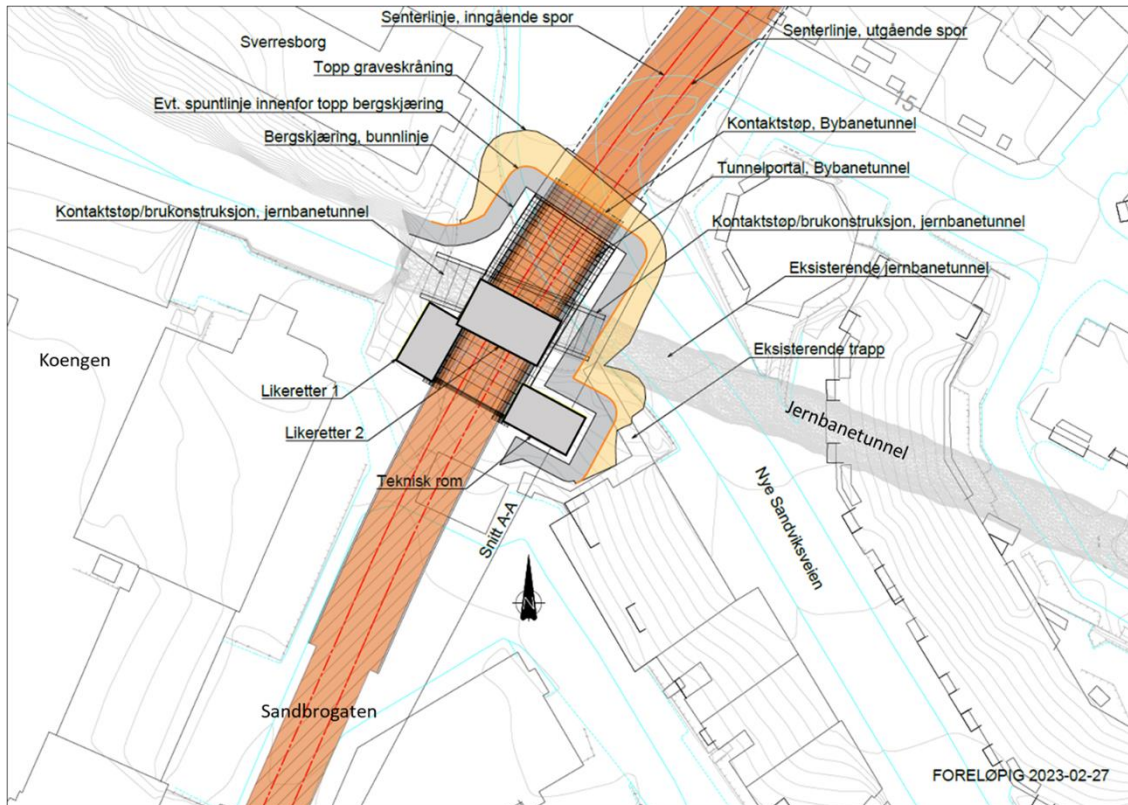 Senterlinje, inngående spor
Senterlinje, utgående spor
Sverresborg
Topp graveskråning
Evt. spuntlinje innenfor topp bergskjæring
15
Kontaktstøp, Bybanetunnel
Bergskjæring, bunnlinje
Tunnelportal, Bybanetunnel
Kontaktstøp/brukonstruksjon, jernbanetunnel
Kontaktstøp/brukonstruksjon, jernbanetunnel
Eksisterende jernbanetunnel
Koengen
Eksisterende trapp
Likeretter 1
Jernbanetunnel
Likeretter 2
Teknisk rom
Nye Sandviksveien
Snitt A-A
N
Sandbrogaten
FORELØPIG 2023-02-27